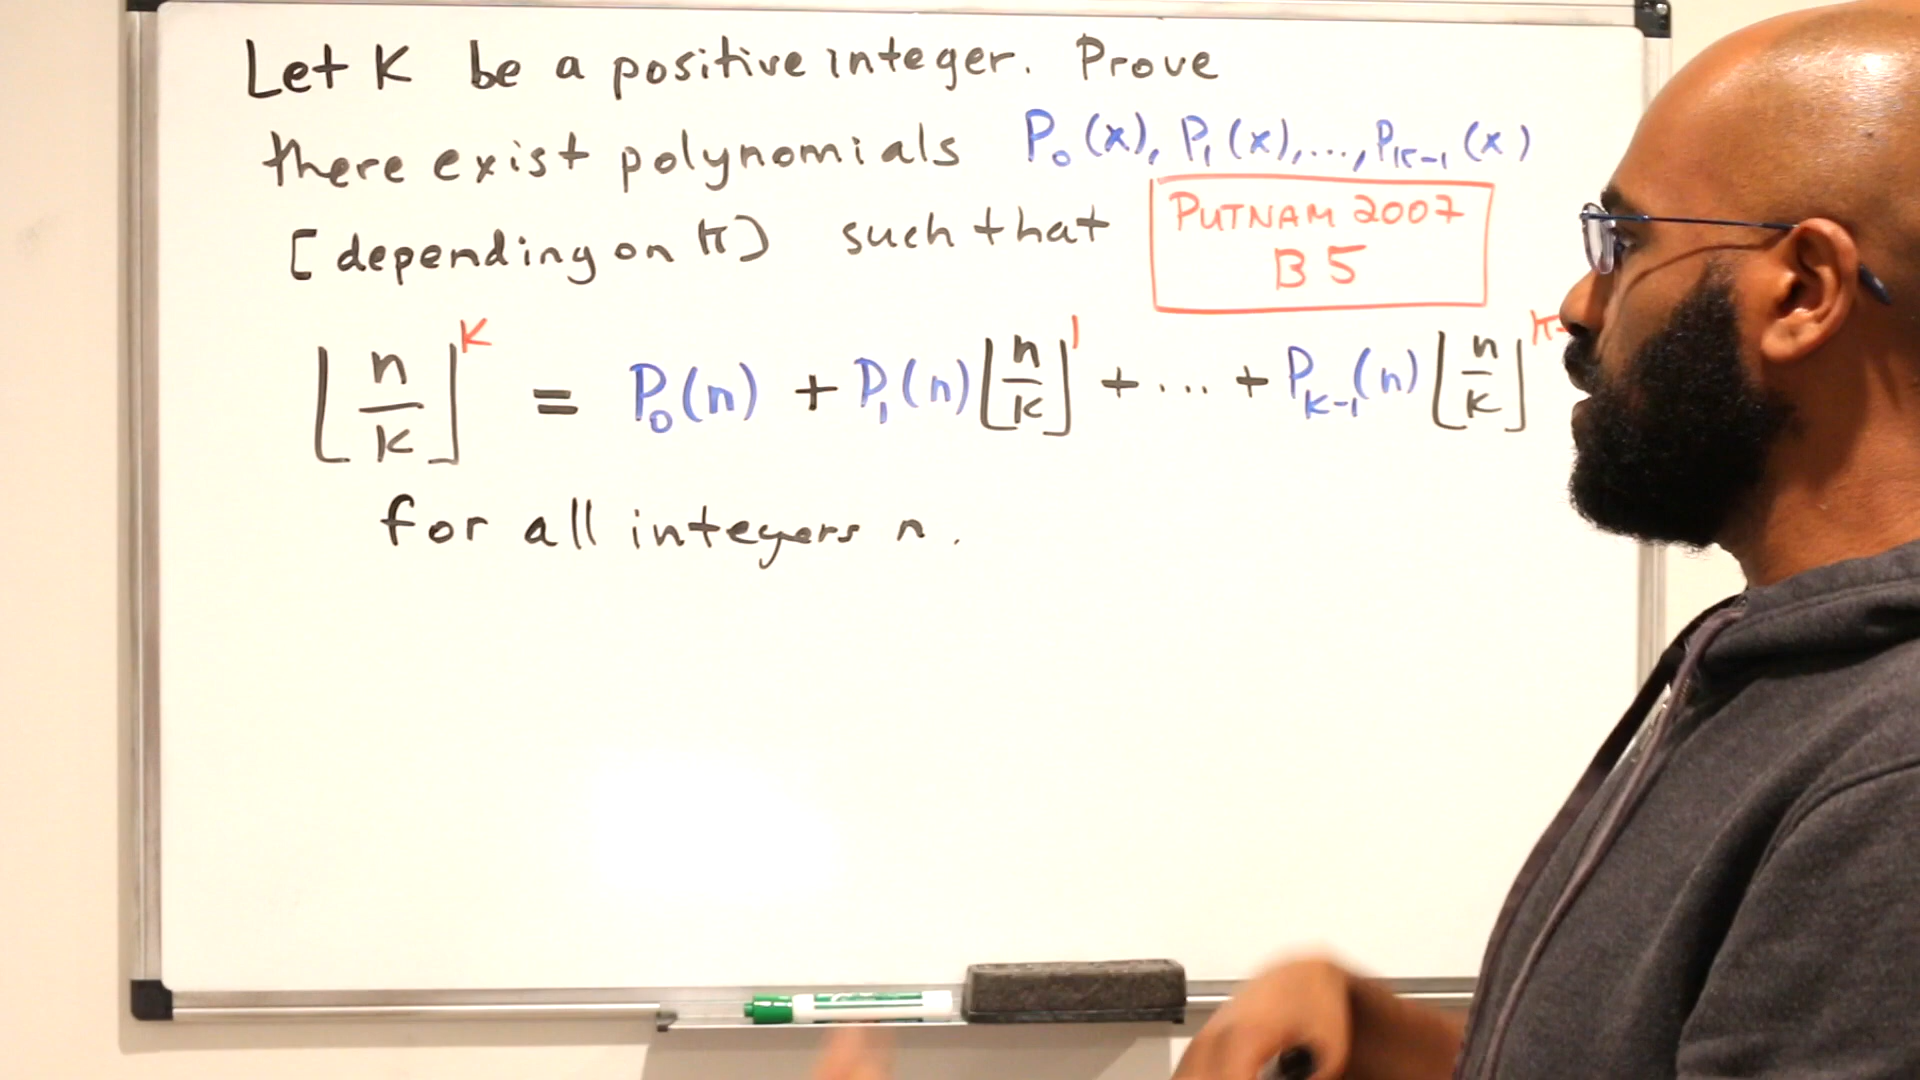 Let K be a positive integer. Prove
there exist polynomials P₀(x), P₁(x),..., Pₖ₋₁(x)
[depending on K] such that
PUTNAM 2007
B5
⌊n/k⌋ᴷ = P₀(n) + P₁(n)⌊n/k⌋¹ + ... + Pₖ₋₁(n)⌊n/k⌋
for all integers n.